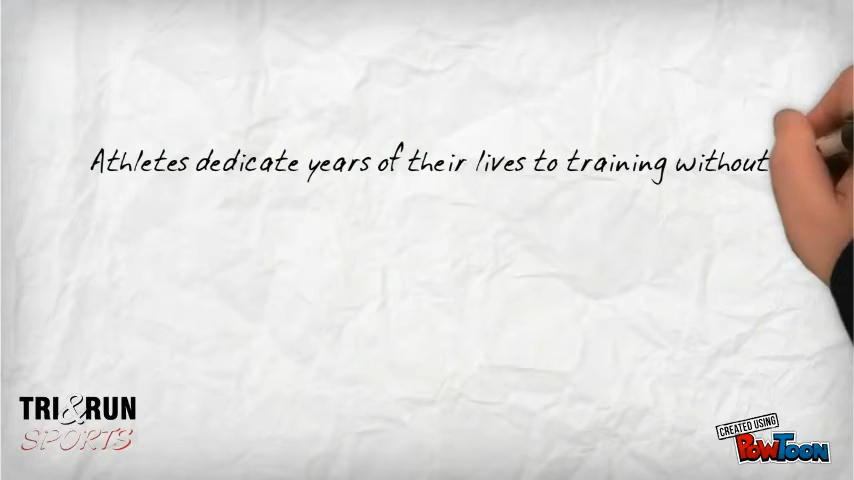 Athletes dedicate years of their lives to training without
TRI&RUN
SPORTS
CREATED USING
POWTOON